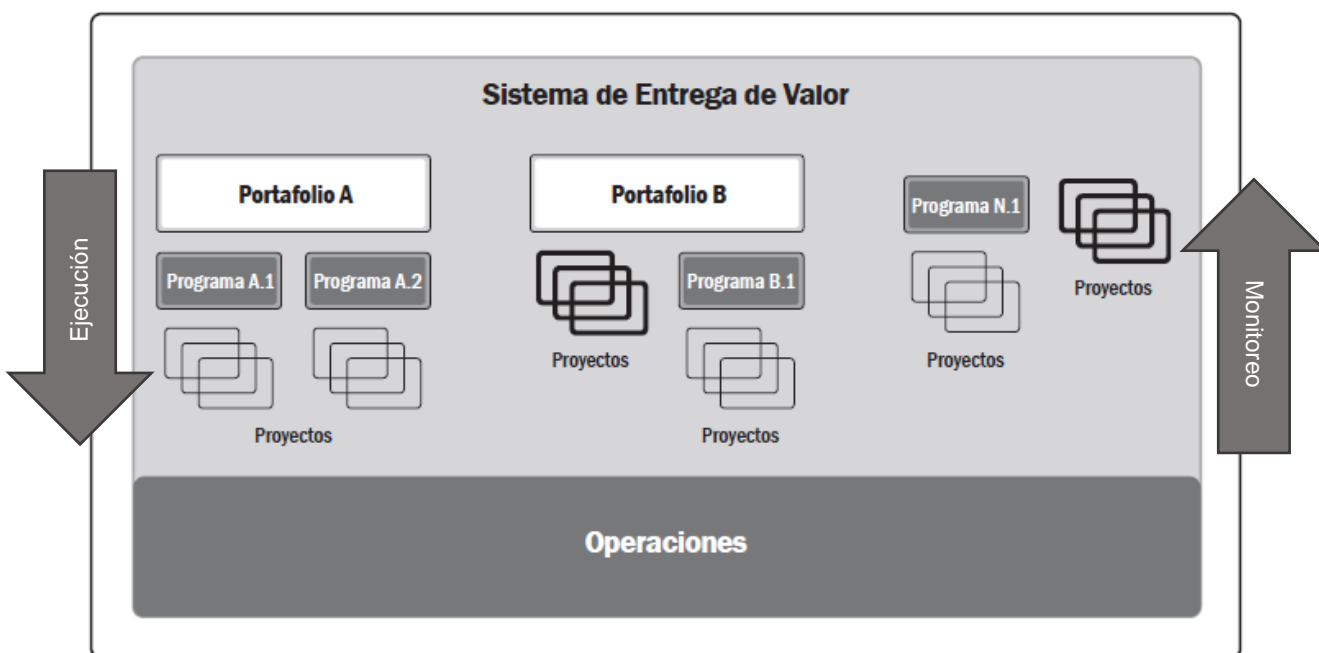 Sistema de Entrega de Valor
Ejecución
Portafolio A
Programa A.1
Programa A.2
Proyectos
Portafolio B
Proyectos
Programa B.1
Proyectos
Programa N.1
Proyectos
Proyectos
Monitoreo
Operaciones